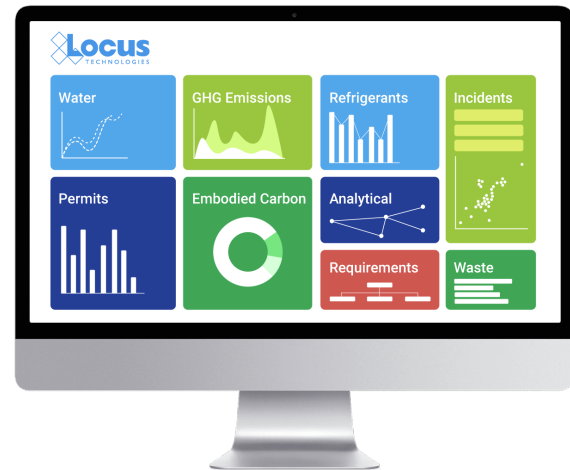 Locus
TECHNOLOGIES
Water
GHG Emissions
Refrigerants
Incidents
Permits
Embodied Carbon
Analytical
Requirements
Waste